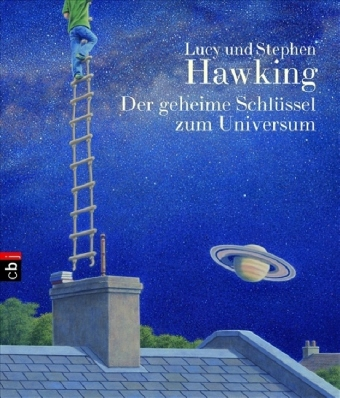 Lucy und Stephen
Hawking
Der geheime Schlüssel
zum Universum
cbj